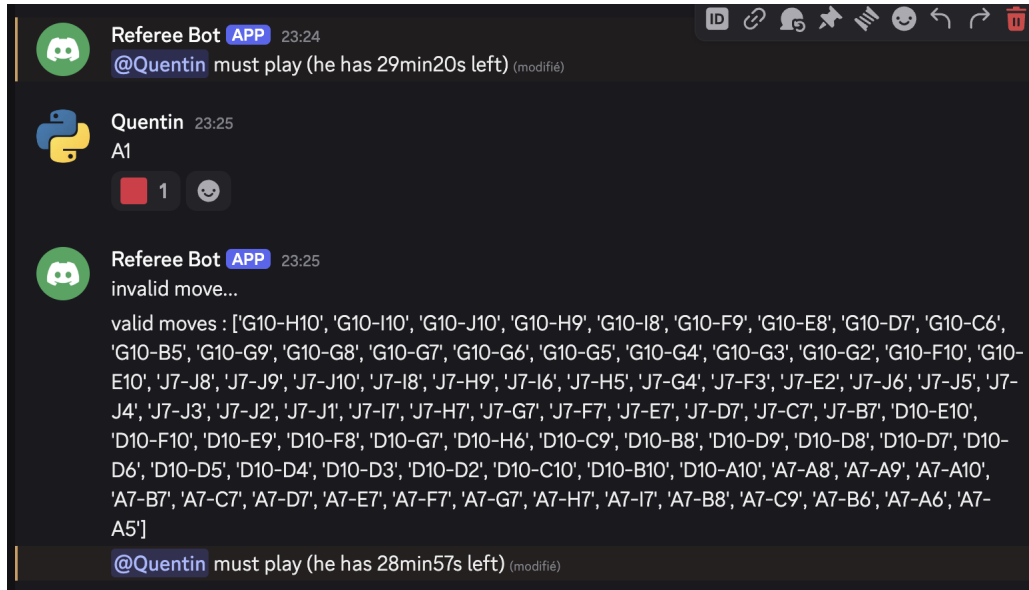 ID
Referee Bot APP 23:24
@Quentin must play (he has 29min20s left) (modifié)
Quentin 23:25
A1
1
Referee Bot APP 23:25
invalid move...
valid moves : ['G10-H10', 'G10-I10', 'G10-J10', 'G10-H9', 'G10-I8', 'G10-F9', 'G10-E8', 'G10-D7', 'G10-C6',
'G10-B5', 'G10-G9', 'G10-G8', 'G10-G7', 'G10-G6', 'G10-G5', 'G10-G4', 'G10-G3', 'G10-G2', 'G10-F10', 'G10-
E10', 'J7-J8', 'J7-J9', 'J7-J10', 'J7-I8', 'J7-H9', 'J7-I6', 'J7-H5', 'J7-G4', 'J7-F3', 'J7-E2', 'J7-J6', 'J7-J5', 'J7-
J4', 'J7-J3', 'J7-J2', 'J7-J1', 'J7-I7', 'J7-H7', 'J7-G7', 'J7-F7', 'J7-E7', 'J7-D7', 'J7-C7', 'J7-B7', 'D10-E10',
'D10-F10', 'D10-E9', 'D10-F8', 'D10-G7', 'D10-H6', 'D10-C9', 'D10-B8', 'D10-D9', 'D10-D8', 'D10-D7', 'D10-
D6', 'D10-D5', 'D10-D4', 'D10-D3', 'D10-D2', 'D10-C10', 'D10-B10', 'D10-A10', 'A7-A8', 'A7-A9', 'A7-A10',
'A7-B7', 'A7-C7', 'A7-D7', 'A7-E7', 'A7-F7', 'A7-G7', 'A7-H7', 'A7-I7', 'A7-B8', 'A7-C9', 'A7-B6', 'A7-A6', 'A7-
A5']
@Quentin must play (he has 28min57s left) (modifié)